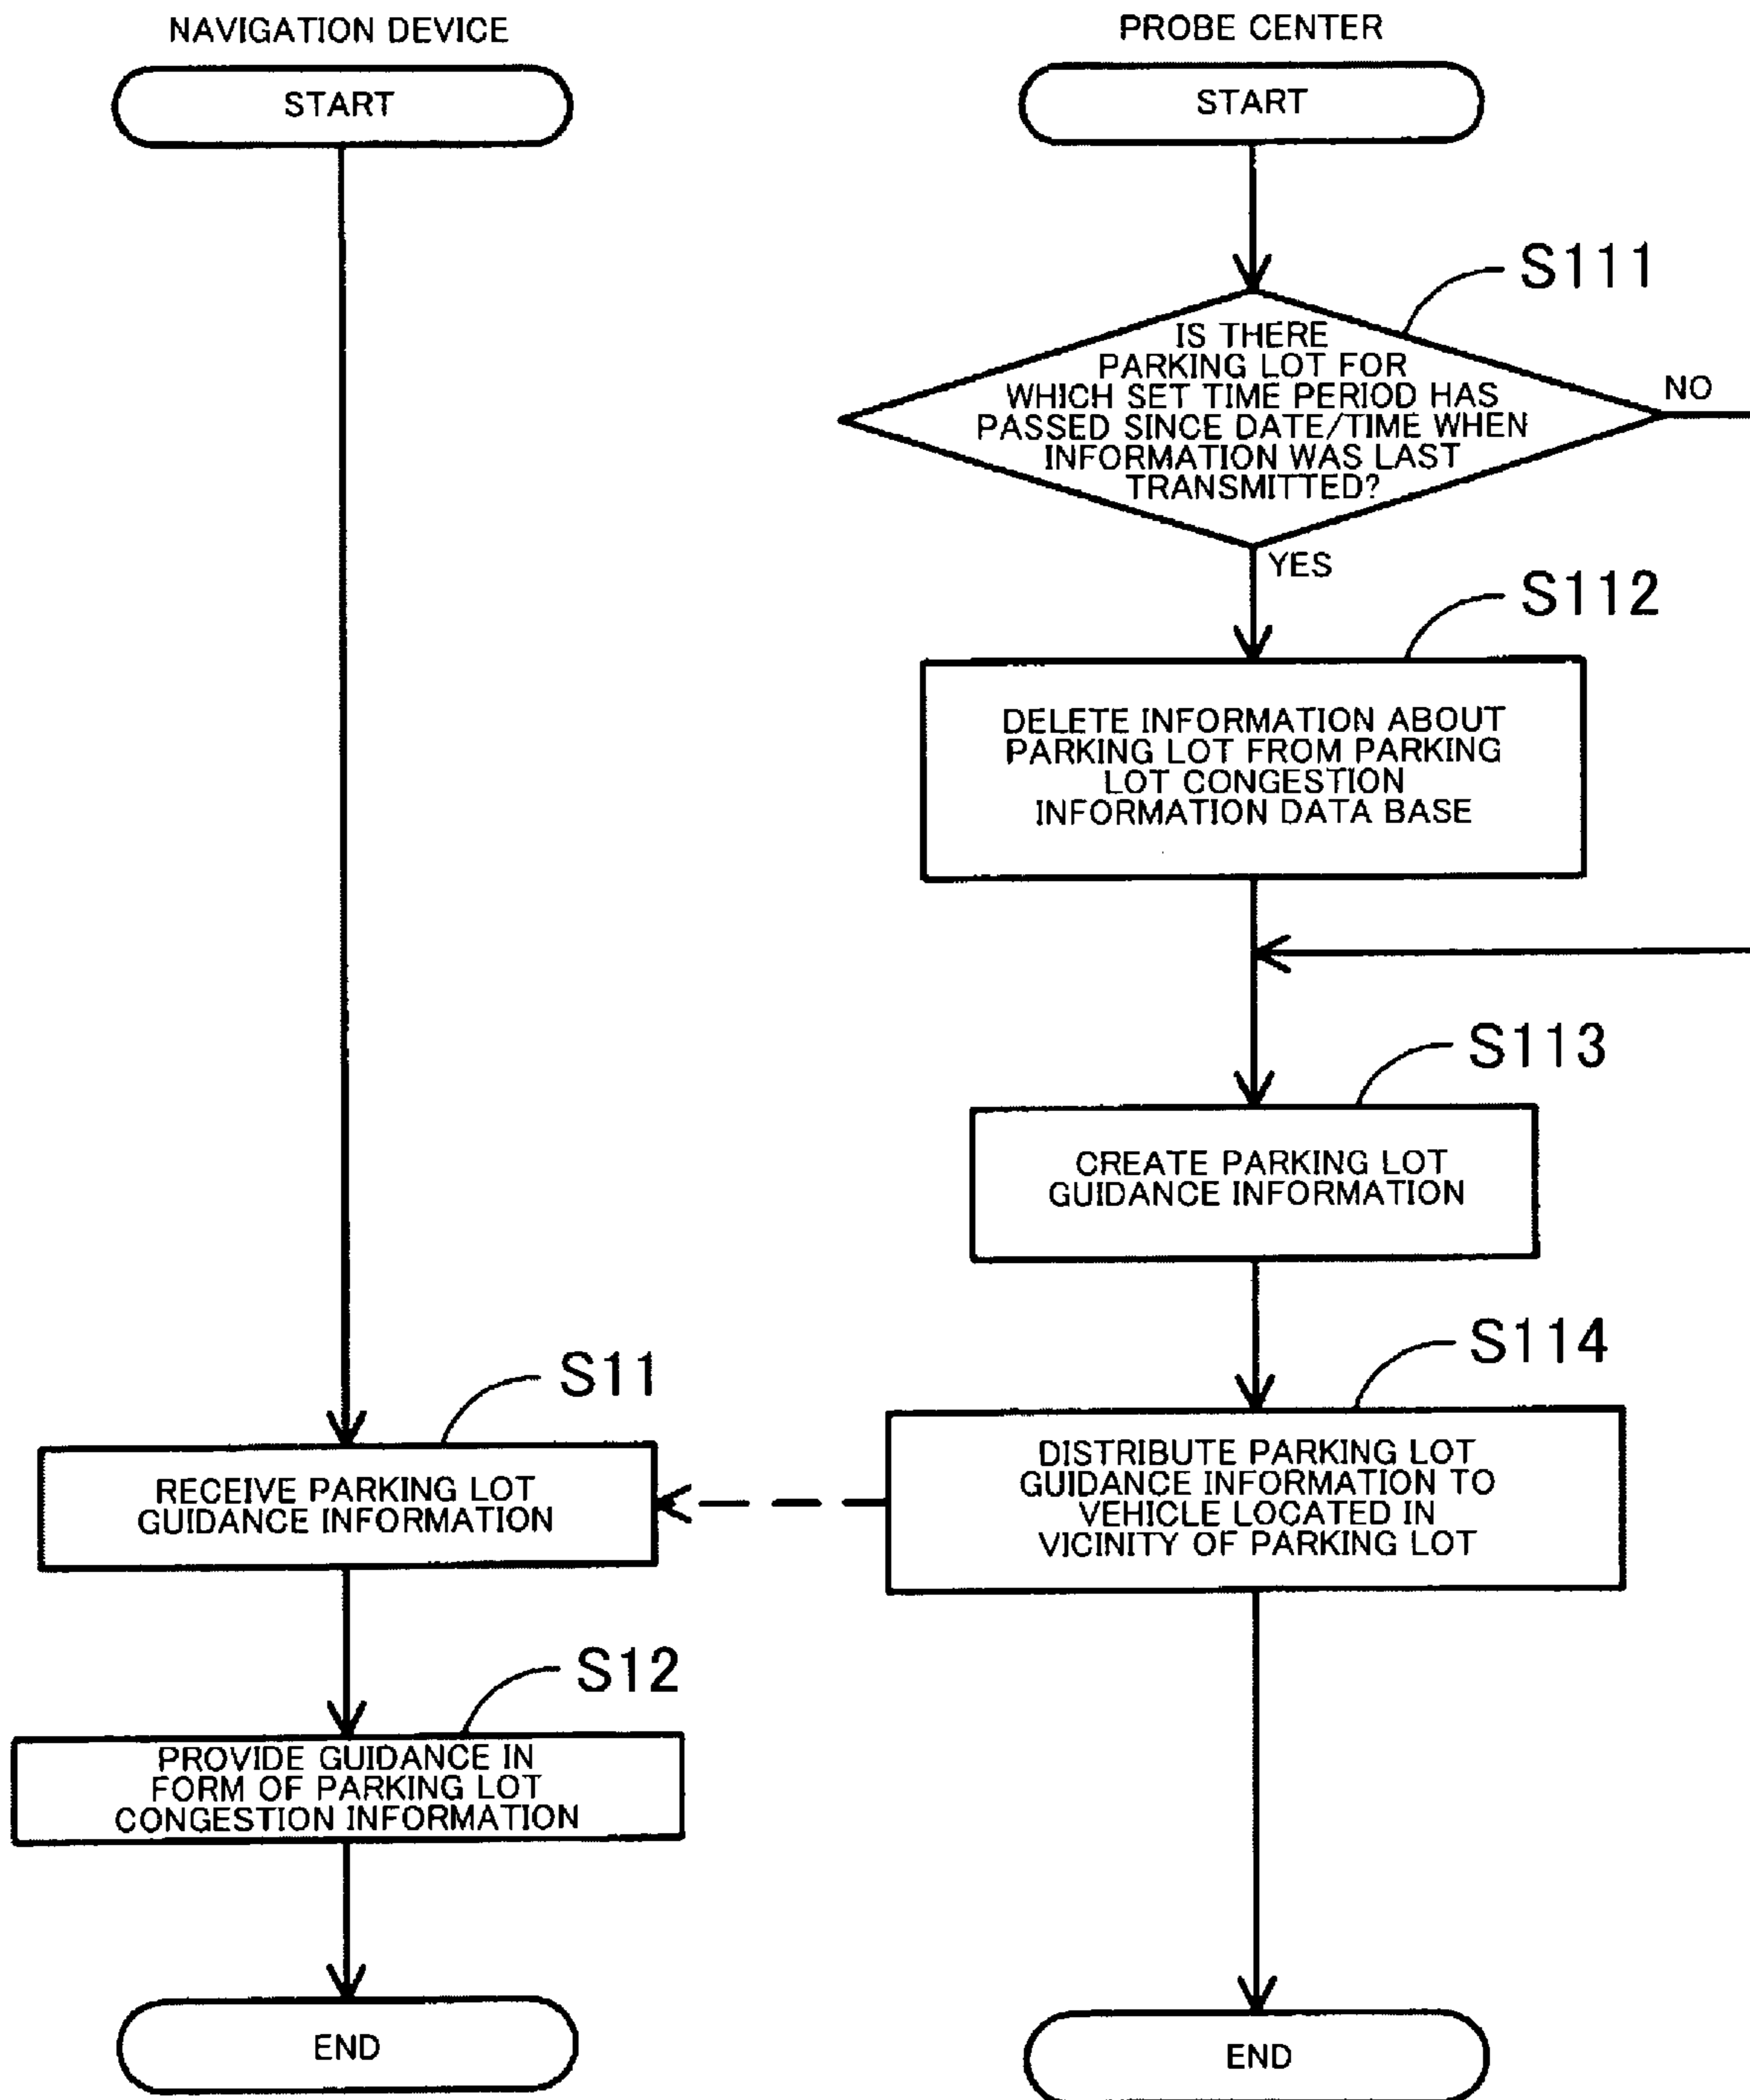 NAVIGATION DEVICE
START
S11
RECEIVE PARKING LOT
GUIDANCE INFORMATION
S12
PROVIDE GUIDANCE IN
FORM OF PARKING LOT
CONGESTION INFORMATION
END
PROBE CENTER
START
S111
IS THERE
PARKING LOT FOR
WHICH SET TIME PERIOD HAS
PASSED SINCE DATE/TIME WHEN
INFORMATION WAS LAST
TRANSMITTED?
NO
YES
S112
DELETE INFORMATION ABOUT
PARKING LOT FROM PARKING
LOT CONGESTION
INFORMATION DATA BASE
S113
CREATE PARKING LOT
GUIDANCE INFORMATION
S114
DISTRIBUTE PARKING LOT
GUIDANCE INFORMATION TO
VEHICLE LOCATED IN
VICINITY OF PARKING LOT
END